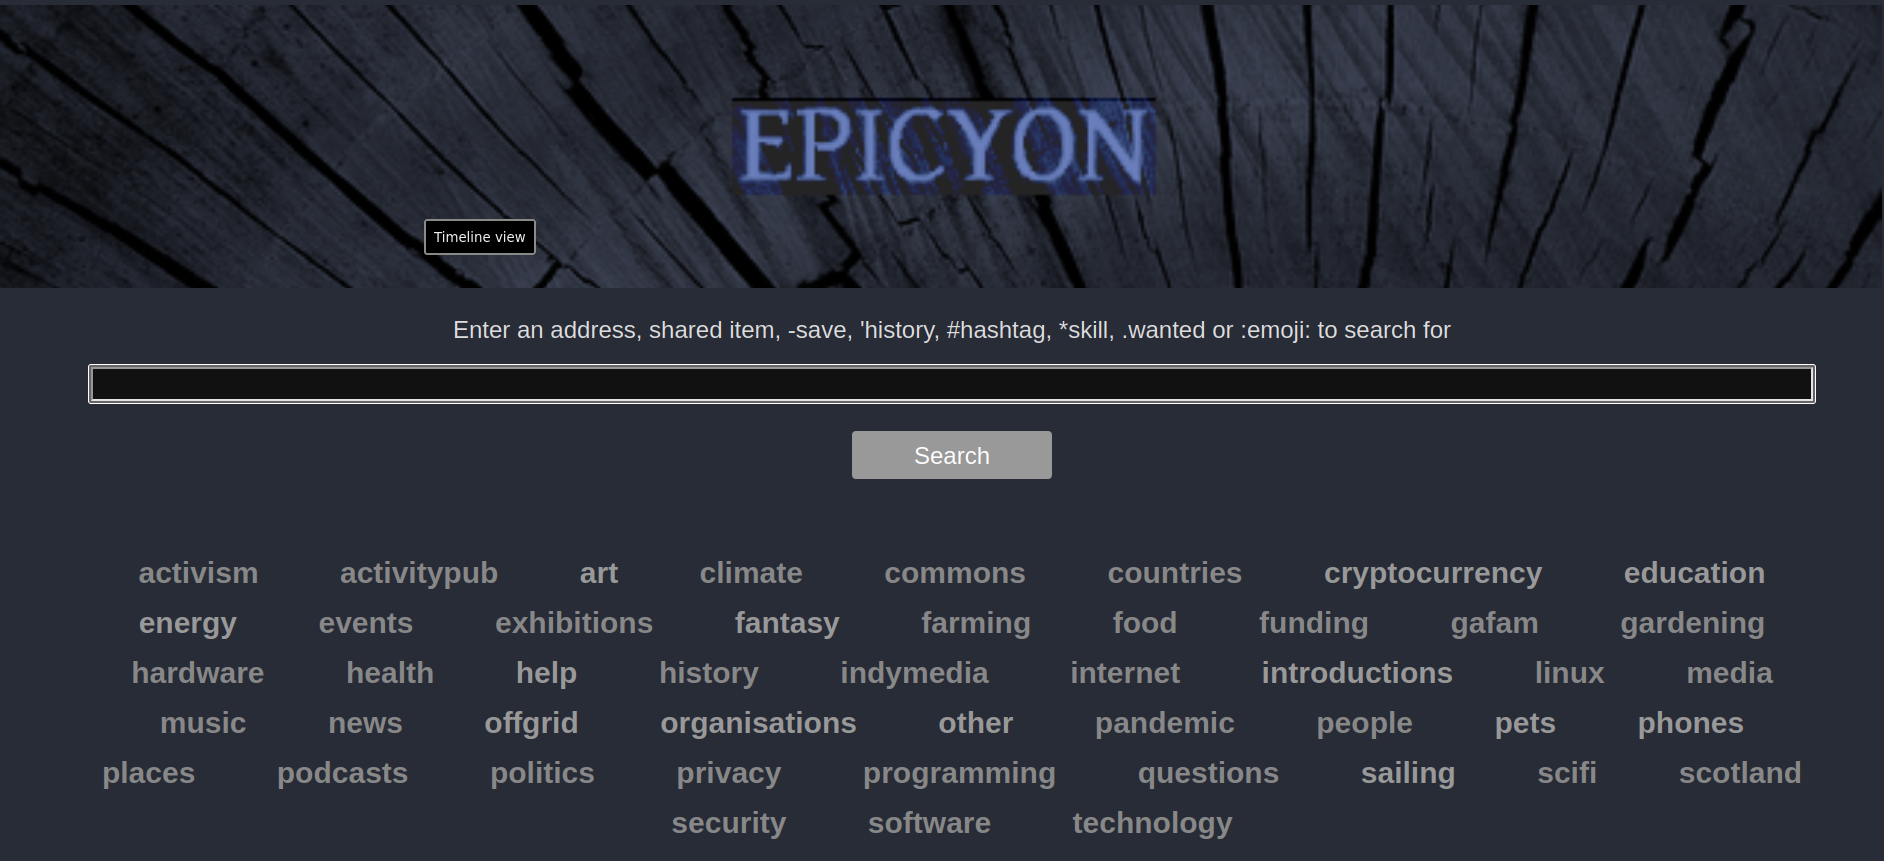 EPICYON
Timeline view
Enter an address, shared item, -save, 'history, #hashtag, *skill, .wanted or :emoji: to search for
Search
activism activitypub art climate commons countries cryptocurrency education
energy events exhibitions fantasy farming food funding gafam gardening
hardware health help history indymedia internet introductions linux media
music news offgrid organisations other pandemic people pets phones
places podcasts politics privacy programming questions sailing scifi scotland
security software technology